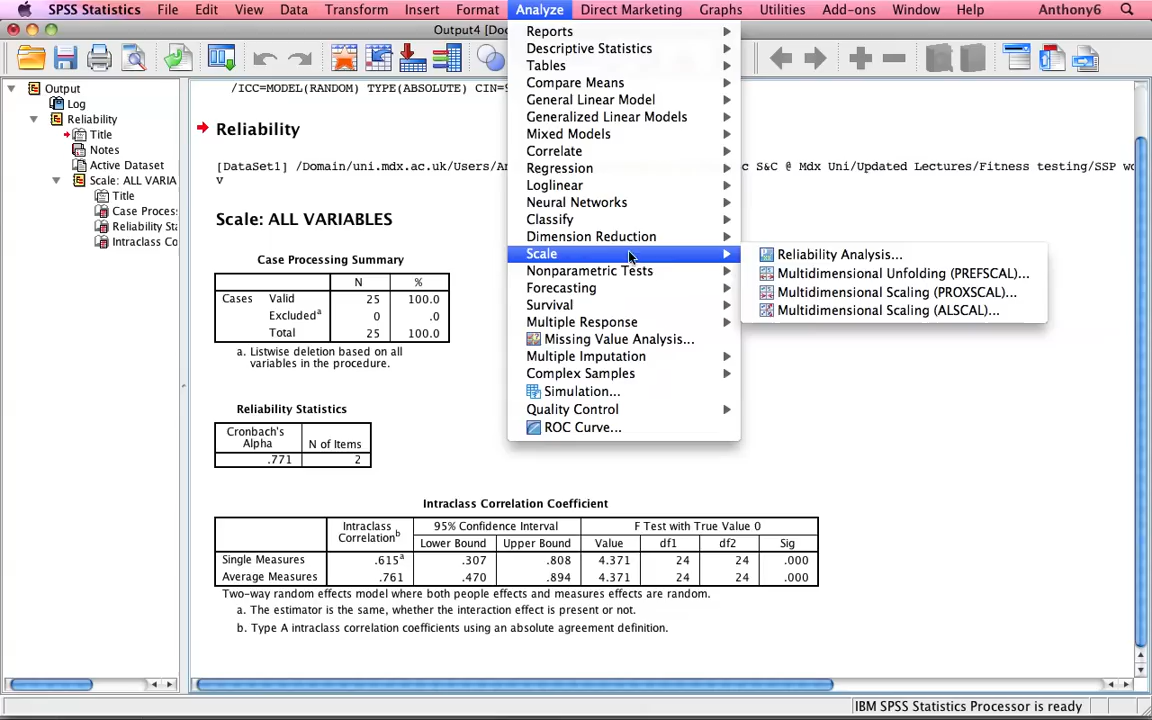 SPSS Statistics File Edit View Data Transform Insert Format Analyze Direct Marketing Graphs Utilities Add-ons Window Help Anthony6
Output4 [Doc
Output
Log
Reliability
Title
Notes
Active Dataset
Scale: ALL VARIA
Title
Case Process
Reliability Sta
Intraclass Co
/ICC=MODEL(RANDOM) TYPE(ABSOLUTE) CIN=9
Reliability
[DataSet1] /Domain/uni.mdx.ac.uk/Users/An
c S&C @ Mdx Uni/Updated Lectures/Fitness testing/SSP wo
v
Scale: ALL VARIABLES
Case Processing Summary
N %
Cases Valid 25 100.0
Excludedᵃ 0 .0
Total 25 100.0
a. Listwise deletion based on all
variables in the procedure.
Reliability Statistics
Cronbach's
Alpha N of Items
.771 2
Intraclass Correlation Coefficient
Intraclass
Correlationᵇ 95% Confidence Interval F Test with True Value 0
Lower Bound Upper Bound Value df1 df2 Sig
Single Measures .615ᵃ .307 .808 4.371 24 24 .000
Average Measures .761 .470 .894 4.371 24 24 .000
Two-way random effects model where both people effects and measures effects are random.
a. The estimator is the same, whether the interaction effect is present or not.
b. Type A intraclass correlation coefficients using an absolute agreement definition.
Reports
Descriptive Statistics
Tables
Compare Means
General Linear Model
Generalized Linear Models
Mixed Models
Correlate
Regression
Loglinear
Neural Networks
Classify
Dimension Reduction
Scale
Nonparametric Tests
Forecasting
Survival
Multiple Response
Missing Value Analysis...
Multiple Imputation
Complex Samples
Simulation...
Quality Control
ROC Curve...
Reliability Analysis...
Multidimensional Unfolding (PREFSCAL)...
Multidimensional Scaling (PROXSCAL)...
Multidimensional Scaling (ALSCAL)...
IBM SPSS Statistics Processor is ready